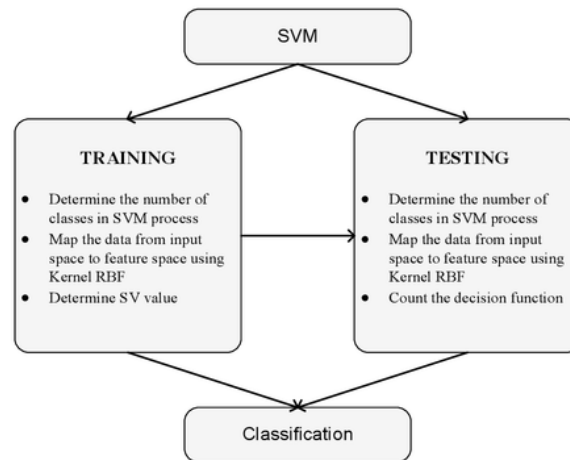 SVM
TRAINING
● Determine the number of
classes in SVM process
● Map the data from input
space to feature space using
Kernel RBF
● Determine SV value
TESTING
● Determine the number of
classes in SVM process
● Map the data from input
space to feature space using
Kernel RBF
● Count the decision function
Classification